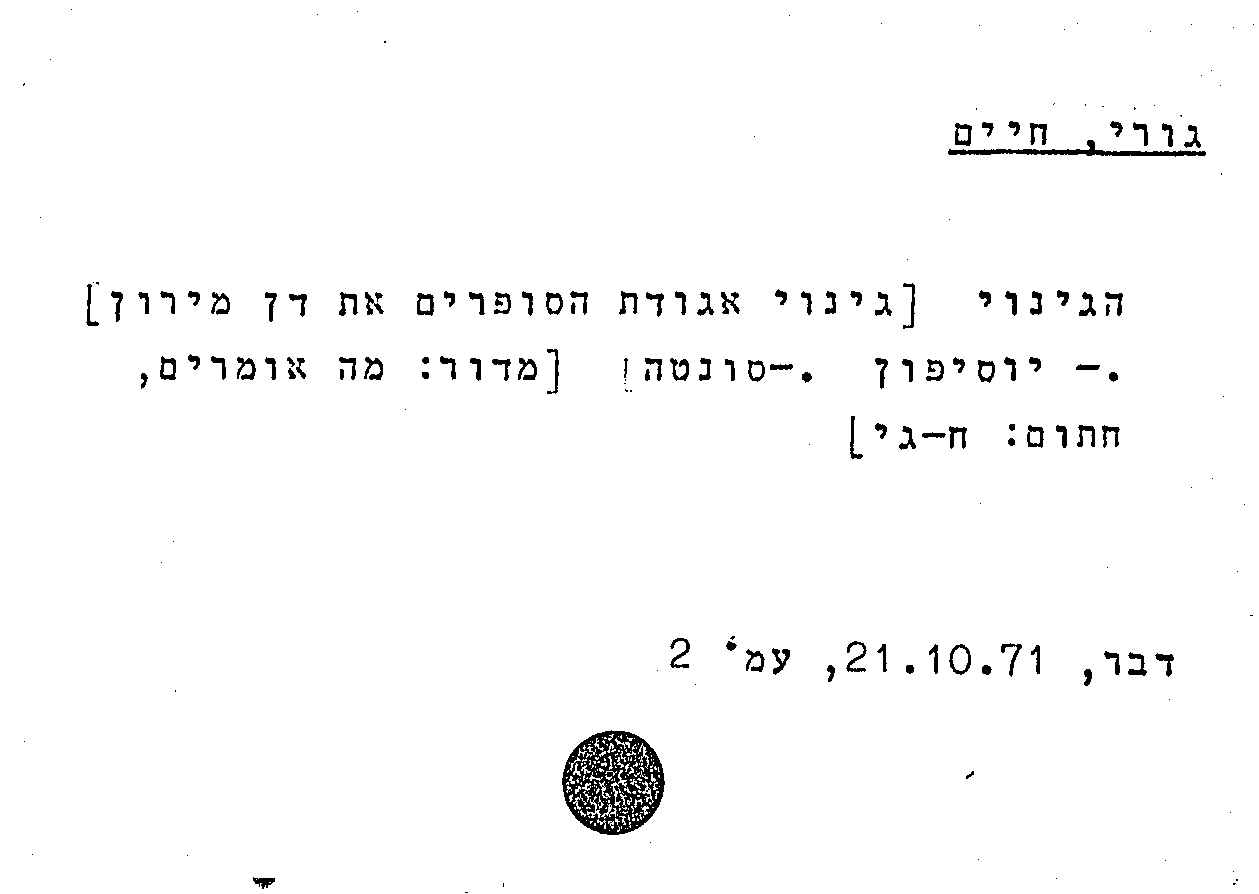 גורי, חיים
הגינוי [גינוי אגודת הסופרים את דן מירון]
.- יוסיפון .-סונטה] [מדור: מה אומרים,
חתום: ח-גי]
דבר, 21.10.71, עמ' 2